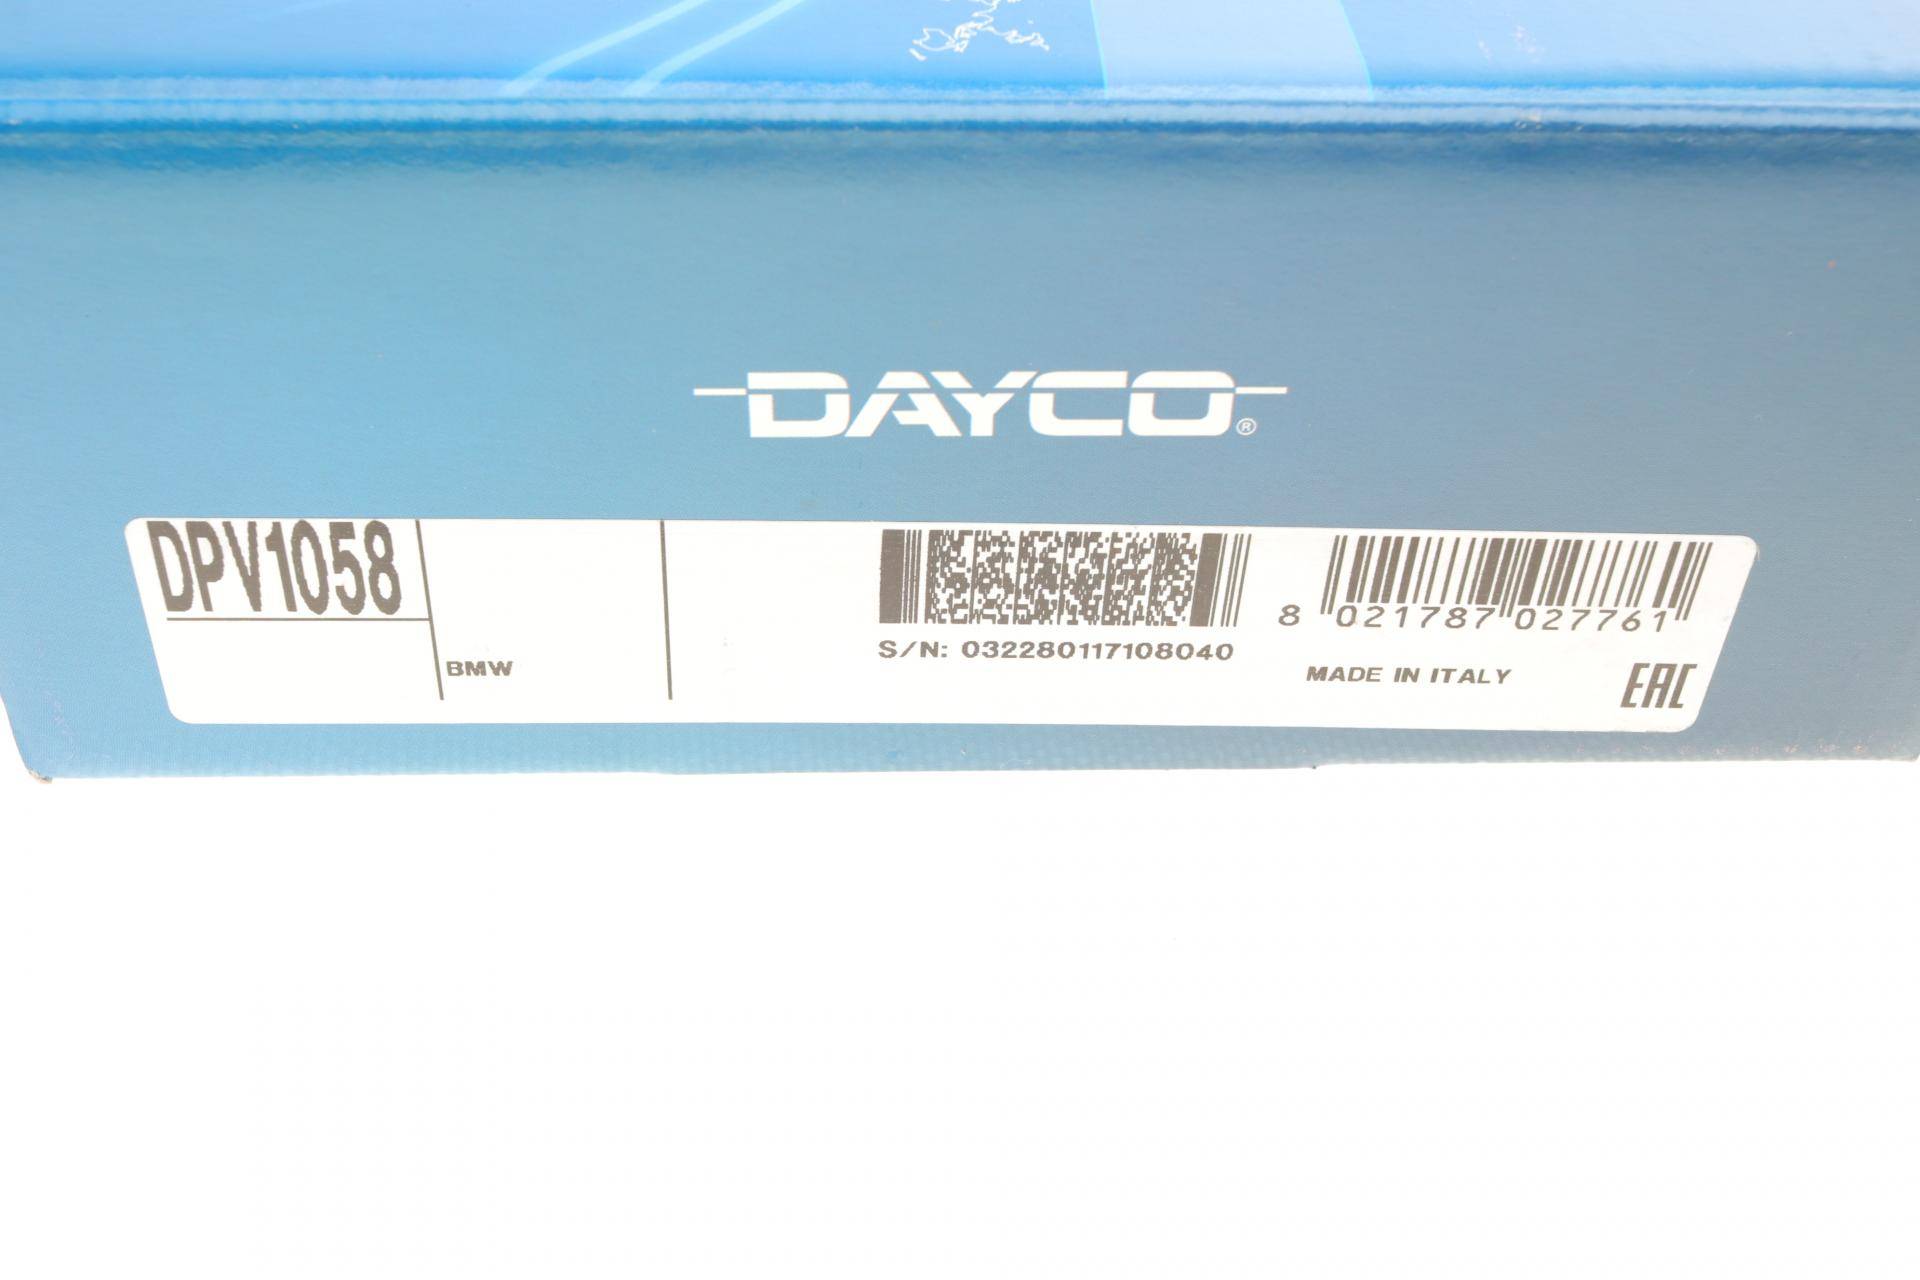 DAYCO®
DPV1058
BMW
S/N: 032280117108040
8 021787 027761
MADE IN ITALY
EAC